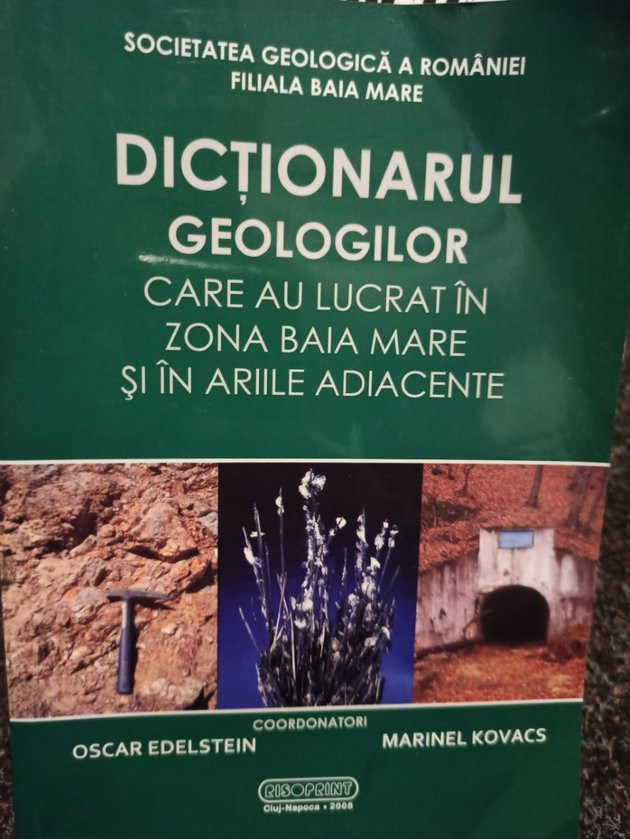 SOCIETATEA GEOLOGICĂ A ROMÂNIEI
FILIALA BAIA MARE
DICȚIONARUL
GEOLOGILOR
CARE AU LUCRAT ÎN
ZONA BAIA MARE
ȘI ÎN ARIILE ADIACENTE
COORDONATORI
OSCAR EDELSTEIN
MARINEL KOVACS
RISOPRINT
Cluj-Napoca • 2008